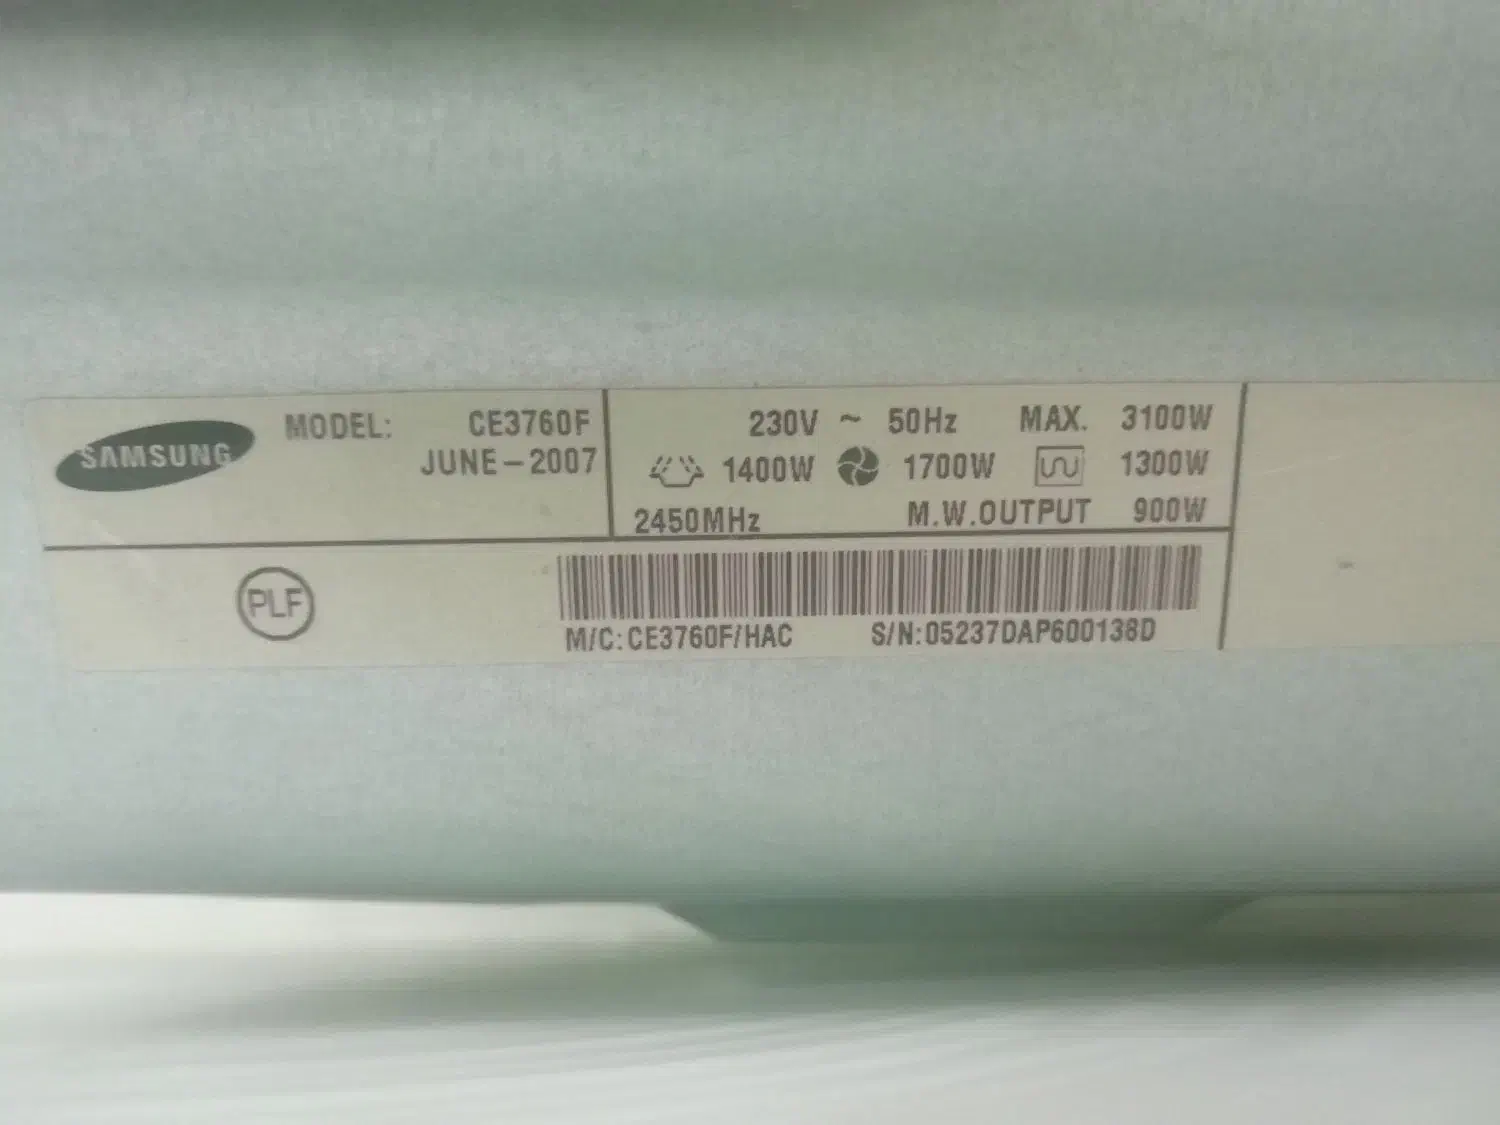 SAMSUNG
MODEL: CE3760F
JUNE-2007
230V ~ 50Hz MAX. 3100W
1400W 1700W 1300W
2450MHz M.W.OUTPUT 900W
PLF
M/C:CE3760F/HAC S/N:05237DAP600138D